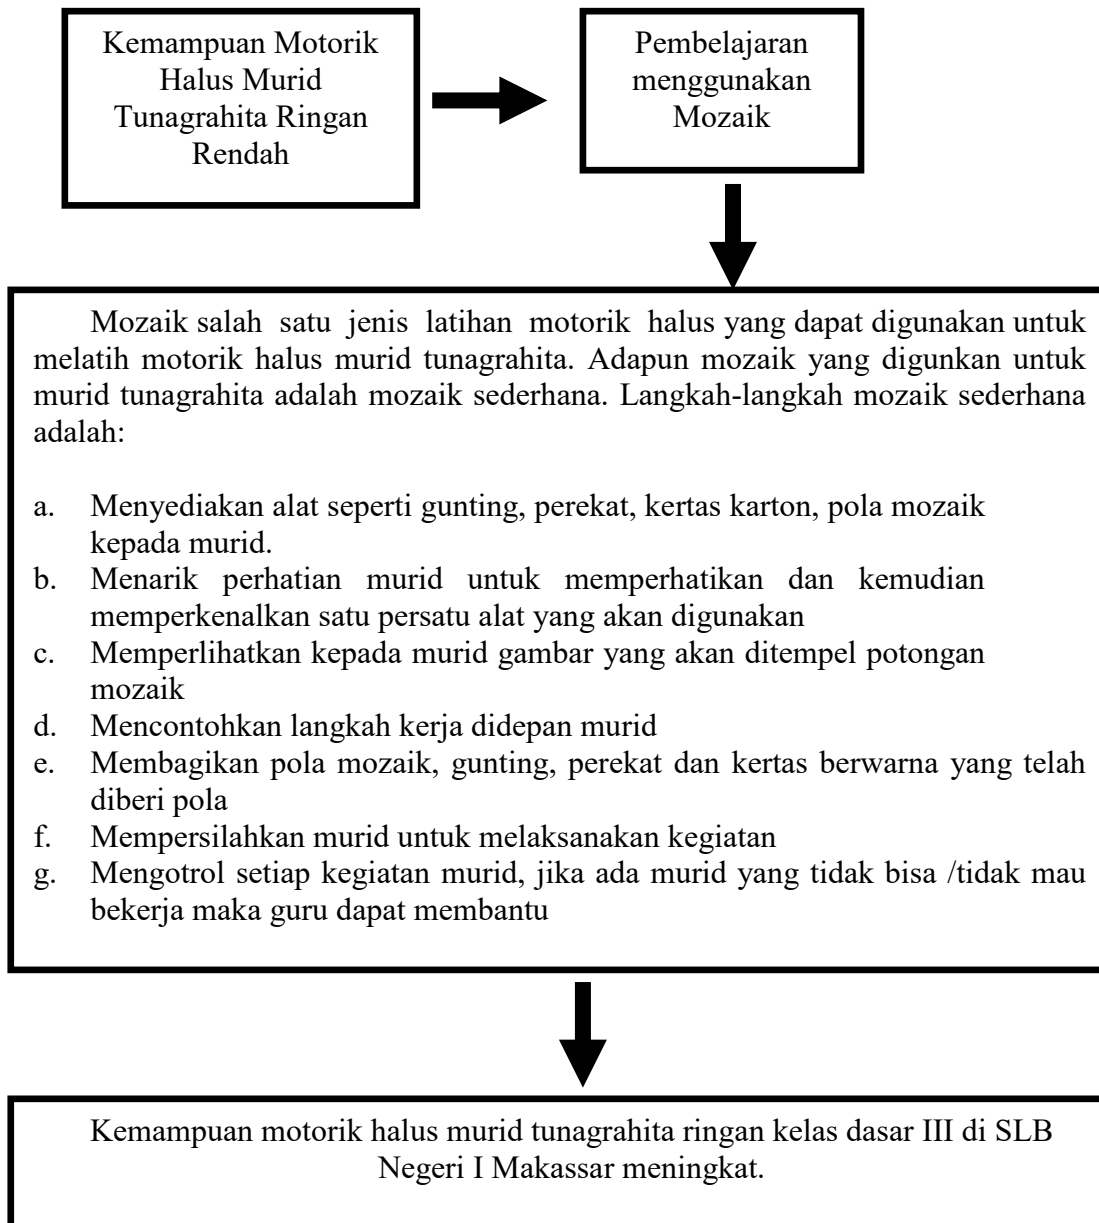 Kemampuan Motorik
Halus Murid
Tunagrahita Ringan
Rendah
Pembelajaran
menggunakan
Mozaik
Mozaik salah satu jenis latihan motorik halus yang dapat digunakan untuk
melatih motorik halus murid tunagrahita. Adapun mozaik yang digunkan untuk
murid tunagrahita adalah mozaik sederhana. Langkah-langkah mozaik sederhana
adalah:
a. Menyediakan alat seperti gunting, perekat, kertas karton, pola mozaik
kepada murid.
b. Menarik perhatian murid untuk memperhatikan dan kemudian
memperkenalkan satu persatu alat yang akan digunakan
c. Memperlihatkan kepada murid gambar yang akan ditempel potongan
mozaik
d. Mencontohkan langkah kerja didepan murid
e. Membagikan pola mozaik, gunting, perekat dan kertas berwarna yang telah
diberi pola
f. Mempersilahkan murid untuk melaksanakan kegiatan
g. Mengotrol setiap kegiatan murid, jika ada murid yang tidak bisa /tidak mau
bekerja maka guru dapat membantu
Kemampuan motorik halus murid tunagrahita ringan kelas dasar III di SLB
Negeri I Makassar meningkat.